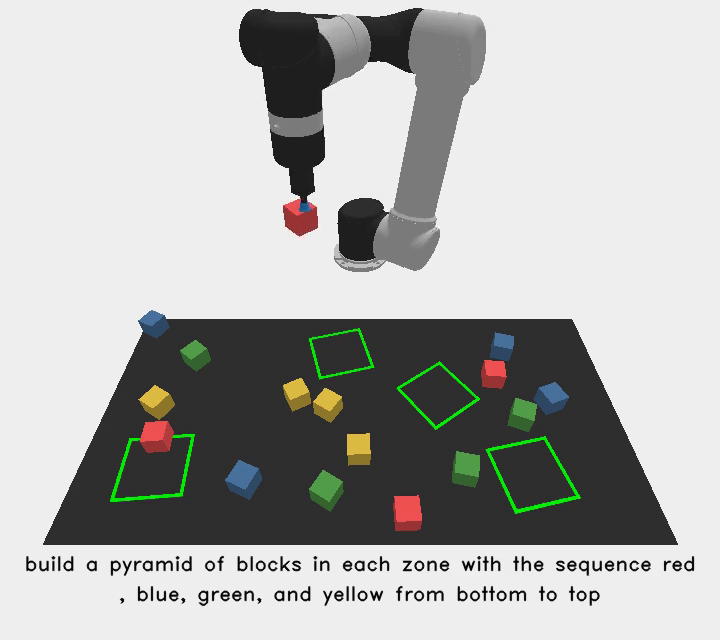 build a pyramid of blocks in each zone with the sequence red
, blue, green, and yellow from bottom to top